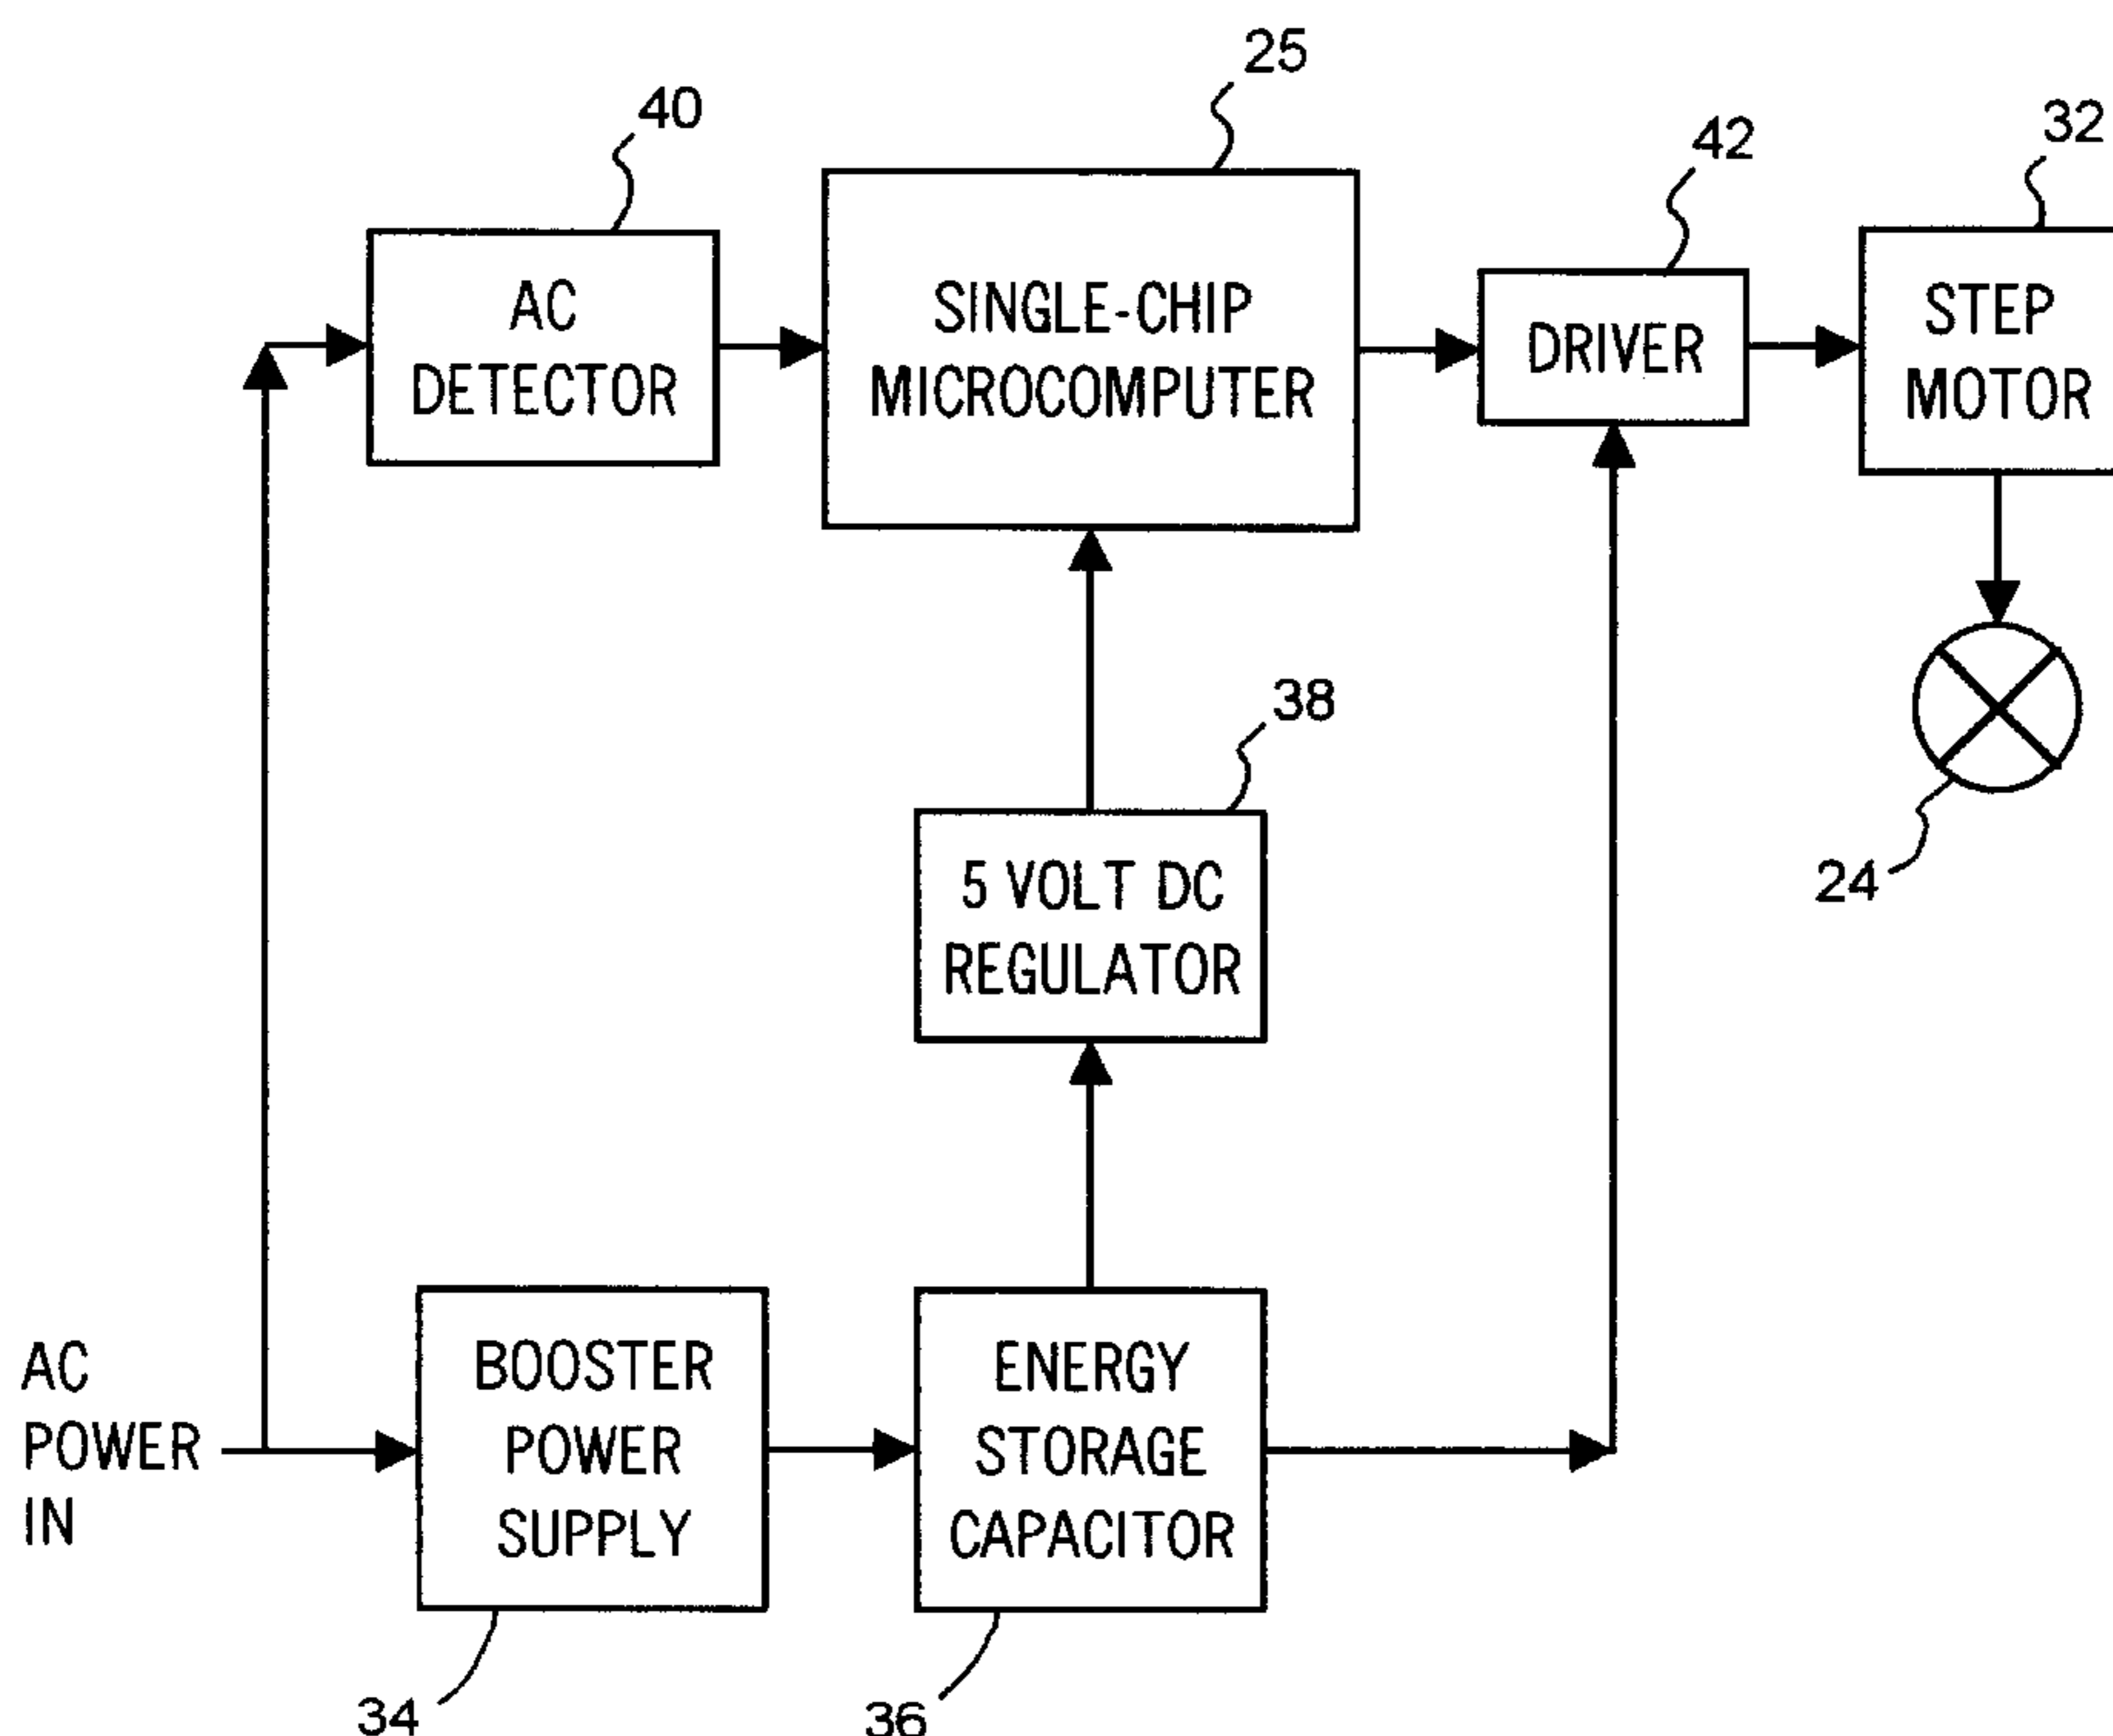 25
40
42
32
AC
DETECTOR
SINGLE-CHIP
MICROCOMPUTER
DRIVER
STEP
MOTOR
38
24
5 VOLT DC
REGULATOR
AC
POWER
IN
BOOSTER
POWER
SUPPLY
ENERGY
STORAGE
CAPACITOR
34
36